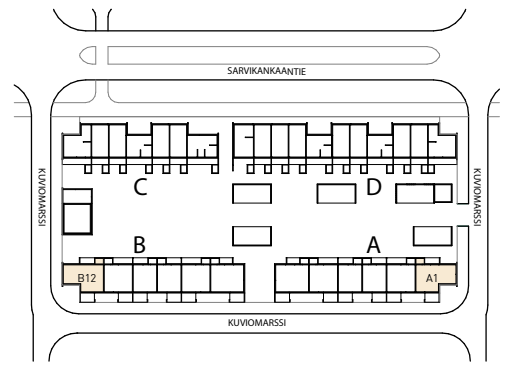 SARVIKANKAANTIE
KUVIOMARSSI
KUVIOMARSSI
C
D
B
A
B12
A1
KUVIOMARSSI